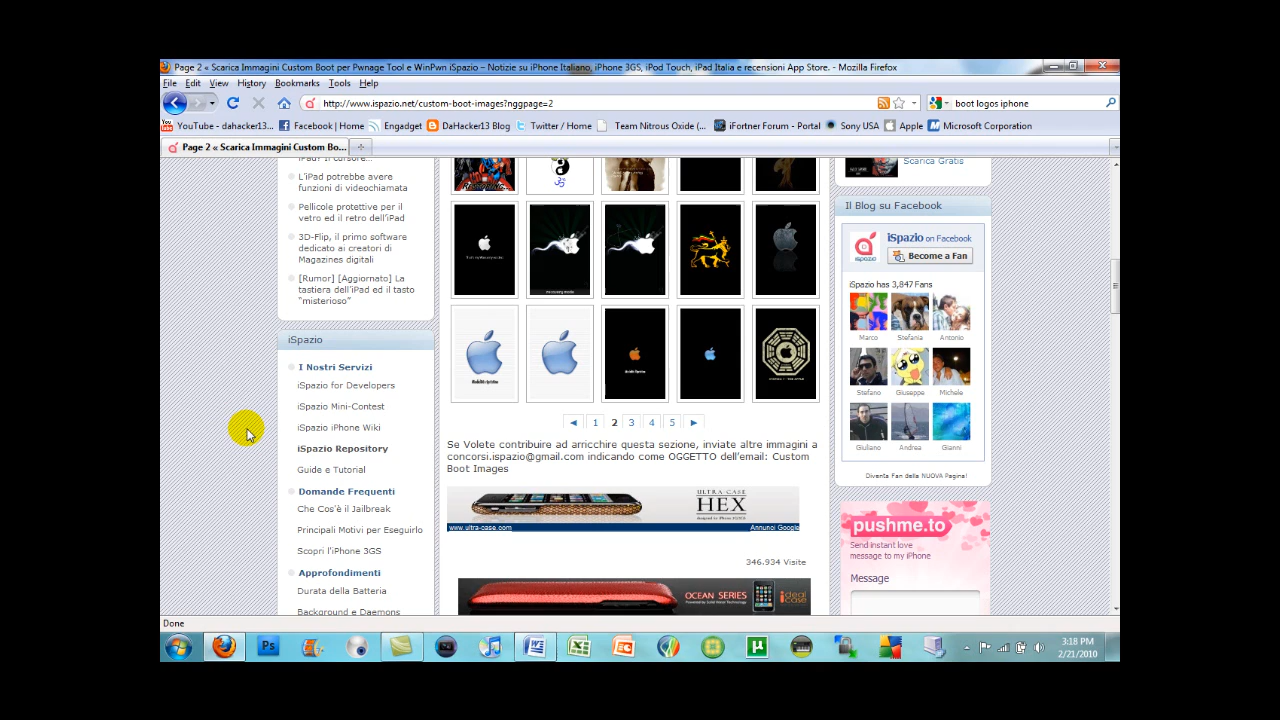 Page 2 « Scarica Immagini Custom Boot per Pwnage Tool e WinPwn iSpazio – Notizie su iPhone Italiano, iPhone 3GS, iPod Touch, iPad Italia e recensioni App Store. - Mozilla Firefox
File Edit View History Bookmarks Tools Help
http://www.ispazio.net/custom-boot-images?nggpage=2
boot logos iphone
YouTube - dahacker13... Facebook | Home Engadget DaHacker13 Blog Twitter / Home Team Nitrous Oxide (... iFortner Forum - Portal Sony USA Apple Microsoft Corporation
Page 2 « Scarica Immagini Custom Bo...
iPad? Il cursore...
L'iPad potrebbe avere
funzioni di videochiamata
Pellicole protettive per il
vetro ed il retro dell'iPad
3D-Flip, il primo software
dedicato ai creatori di
Magazines digitali
[Rumor] [Aggiornato] La
tastiera dell'iPad ed il tasto
"misterioso"
iSpazio
I Nostri Servizi
iSpazio for Developers
iSpazio Mini-Contest
iSpazio iPhone Wiki
iSpazio Repository
Guide e Tutorial
Domande Frequenti
Che Cos'è il Jailbreak
Principali Motivi per Eseguirlo
Scopri l'iPhone 3GS
Approfondimenti
Durata della Batteria
Background e Daemons
◄ 1 2 3 4 5 ►
Se Volete contribuire ad arricchire questa sezione, inviate altre immagini a
concorsi.ispazio@gmail.com indicando come OGGETTO dell'email: Custom
Boot Images
ULTRA-CASE
HEX
www.ultra-case.com Annunci Google
346.934 Visite
OCEAN SERIES
ideal
case
Scarica Gratis
Il Blog su Facebook
iSpazio
iSpazio on Facebook
Become a Fan
iSpazio has 3,847 Fans
Marco Stefania Antonio
Stefano Giuseppe Michele
Giuliano Andrea Gianni
Diventa Fan della NUOVA Pagina!
pushme.to
Send instant love
message to my iPhone
Message
Done
Ps
3:18 PM
2/21/2010